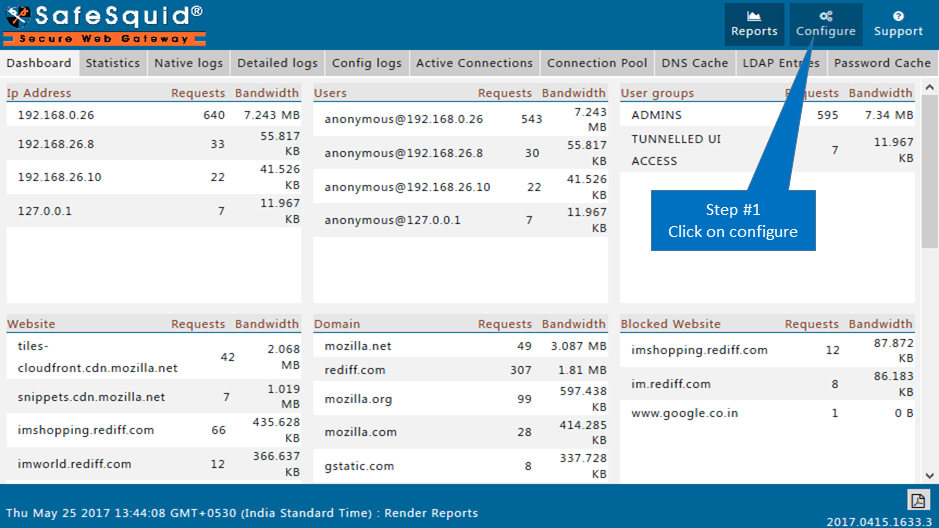 SafeSquid®
Secure Web Gateway
Reports Configure Support
Dashboard Statistics Native logs Detailed logs Config logs Active Connections Connection Pool DNS Cache LDAP Entries Password Cache
Ip Address Requests Bandwidth
192.168.0.26 640 7.243 MB
192.168.26.8 33 55.817
KB
192.168.26.10 22 41.526
KB
127.0.0.1 7 11.967
KB
Users Requests Bandwidth
anonymous@192.168.0.26 543 7.243
MB
anonymous@192.168.26.8 30 55.817
KB
anonymous@192.168.26.10 22 41.526
KB
anonymous@127.0.0.1 7 11.967
KB
User groups Requests Bandwidth
ADMINS 595 7.34 MB
TUNNELLED UI
ACCESS 7 11.967
KB
Step #1
Click on configure
Website Requests Bandwidth
tiles-
cloudfront.cdn.mozilla.net 42 2.068
MB
snippets.cdn.mozilla.net 7 1.019
MB
imshopping.rediff.com 66 435.628
KB
imworld.rediff.com 12 366.637
KB
Domain Requests Bandwidth
mozilla.net 49 3.087 MB
rediff.com 307 1.81 MB
mozilla.org 99 597.438
KB
mozilla.com 28 414.285
KB
gstatic.com 8 337.728
KB
Blocked Website Requests Bandwidth
imshopping.rediff.com 12 87.872
KB
im.rediff.com 8 86.183
KB
www.google.co.in 1 0 B
Thu May 25 2017 13:44:08 GMT+0530 (India Standard Time) : Render Reports
2017.0415.1633.3